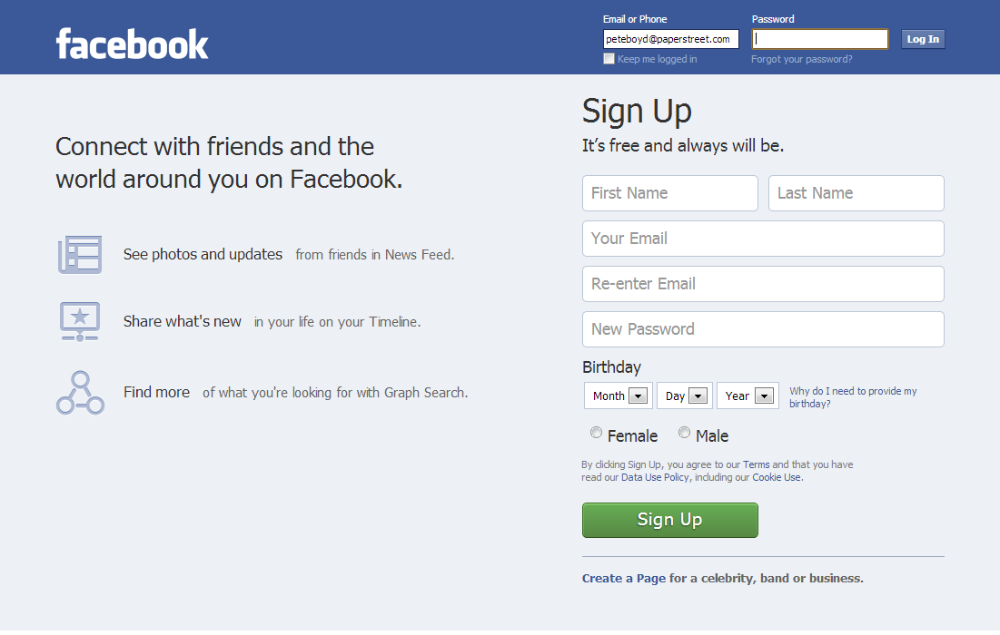 facebook
Email or Phone
Password
peteboyd@paperstreet.com
Log In
Keep me logged in
Forgot your password?
Connect with friends and the
world around you on Facebook.
See photos and updates from friends in News Feed.
Share what's new in your life on your Timeline.
Find more of what you're looking for with Graph Search.
Sign Up
It's free and always will be.
First Name
Last Name
Your Email
Re-enter Email
New Password
Birthday
Month
Day
Year
Why do I need to provide my
birthday?
Female
Male
By clicking Sign Up, you agree to our Terms and that you have
read our Data Use Policy, including our Cookie Use.
Sign Up
Create a Page for a celebrity, band or business.